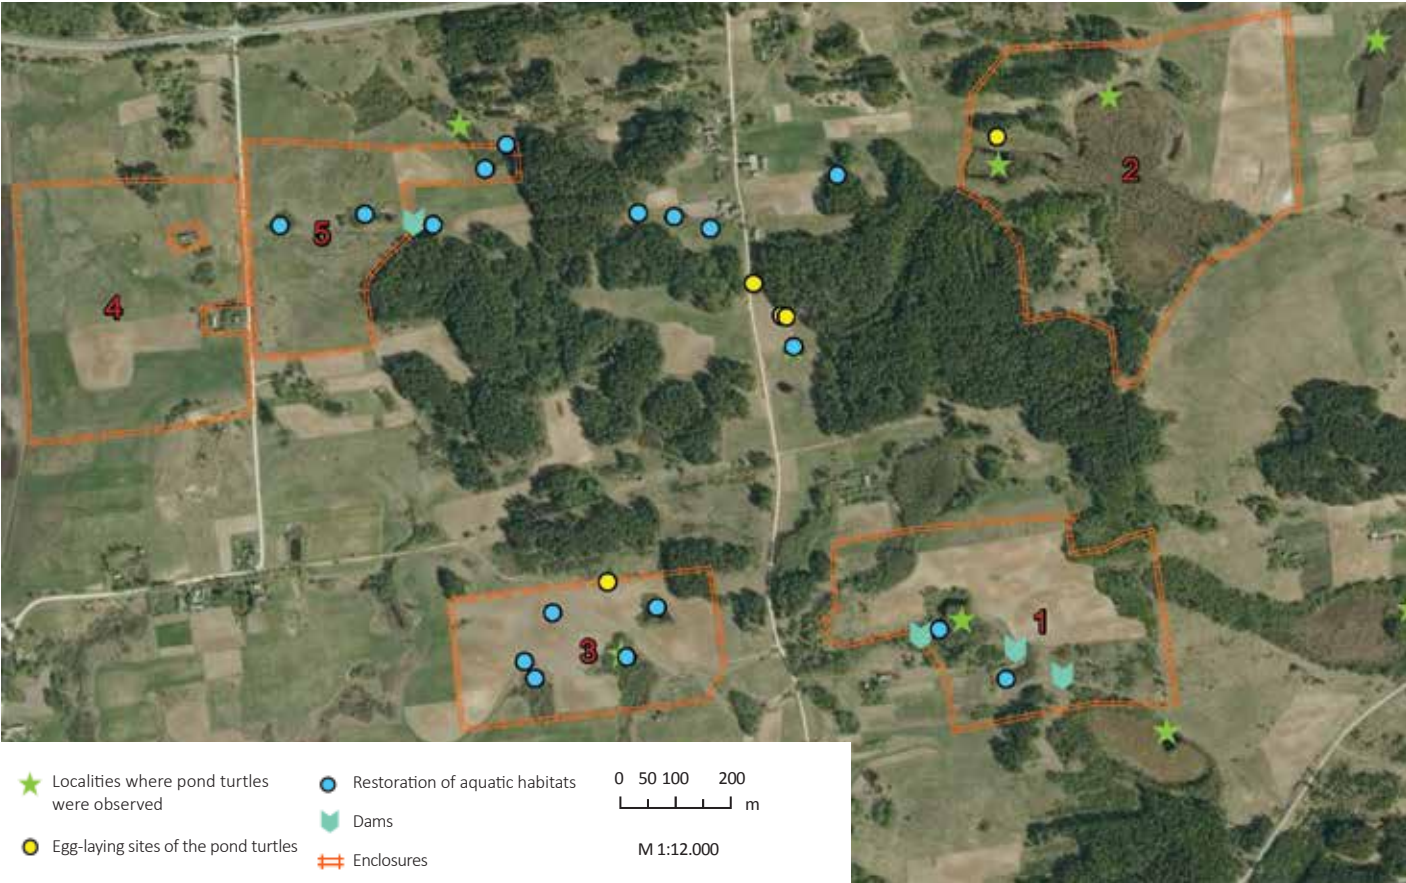 2
5
4
3
1
Localities where pond turtles
were observed
Egg-laying sites of the pond turtles
Restoration of aquatic habitats
Dams
Enclosures
0 50 100 200
m
M 1:12.000